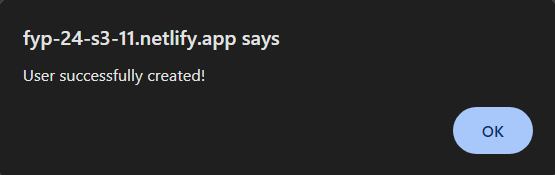 fyp-24-s3-11.netlify.app says
User successfully created!
OK